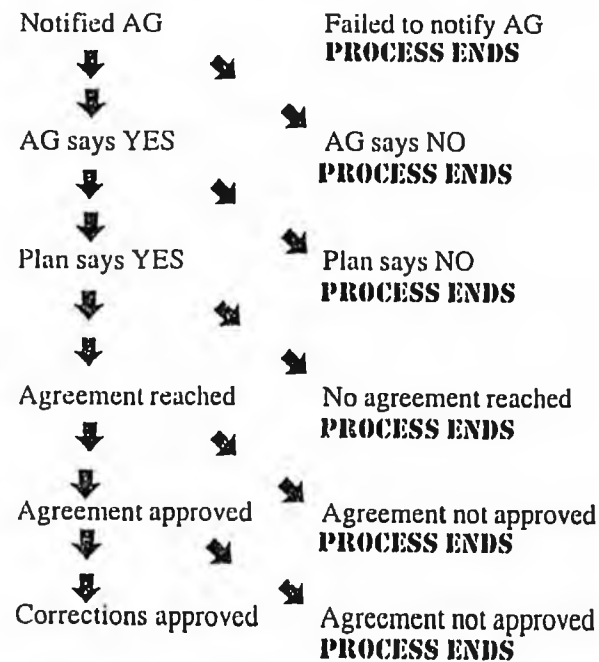 Notified AG
Failed to notify AG
PROCESS ENDS
AG says YES
AG says NO
PROCESS ENDS
Plan says YES
Plan says NO
PROCESS ENDS
Agreement reached
No agreement reached
PROCESS ENDS
Agreement approved
Agreement not approved
PROCESS ENDS
Corrections approved
Agreement not approved
PROCESS ENDS